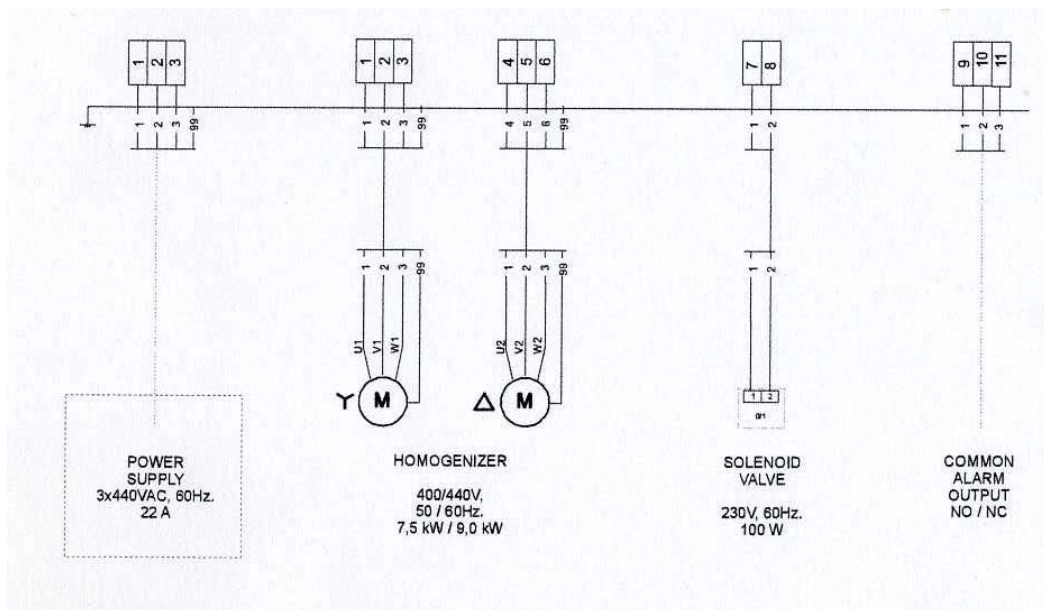 1 2 3
1 2 3
4 5 6
7 8
9 10 11
1 2 3 99
1 2 3 99
4 5 6 99
1 2
1 2 3
1 2 3 99
1 2 3 99
1 2
U1 V1 W1
U2 V2 W2
M
M
1 2
0/1
POWER
SUPPLY
3x440VAC, 60Hz.
22 A
HOMOGENIZER
400/440V,
50 / 60Hz.
7,5 kW / 9,0 kW
SOLENOID
VALVE
230V, 60Hz.
100 W
COMMON
ALARM
OUTPUT
NO / NC